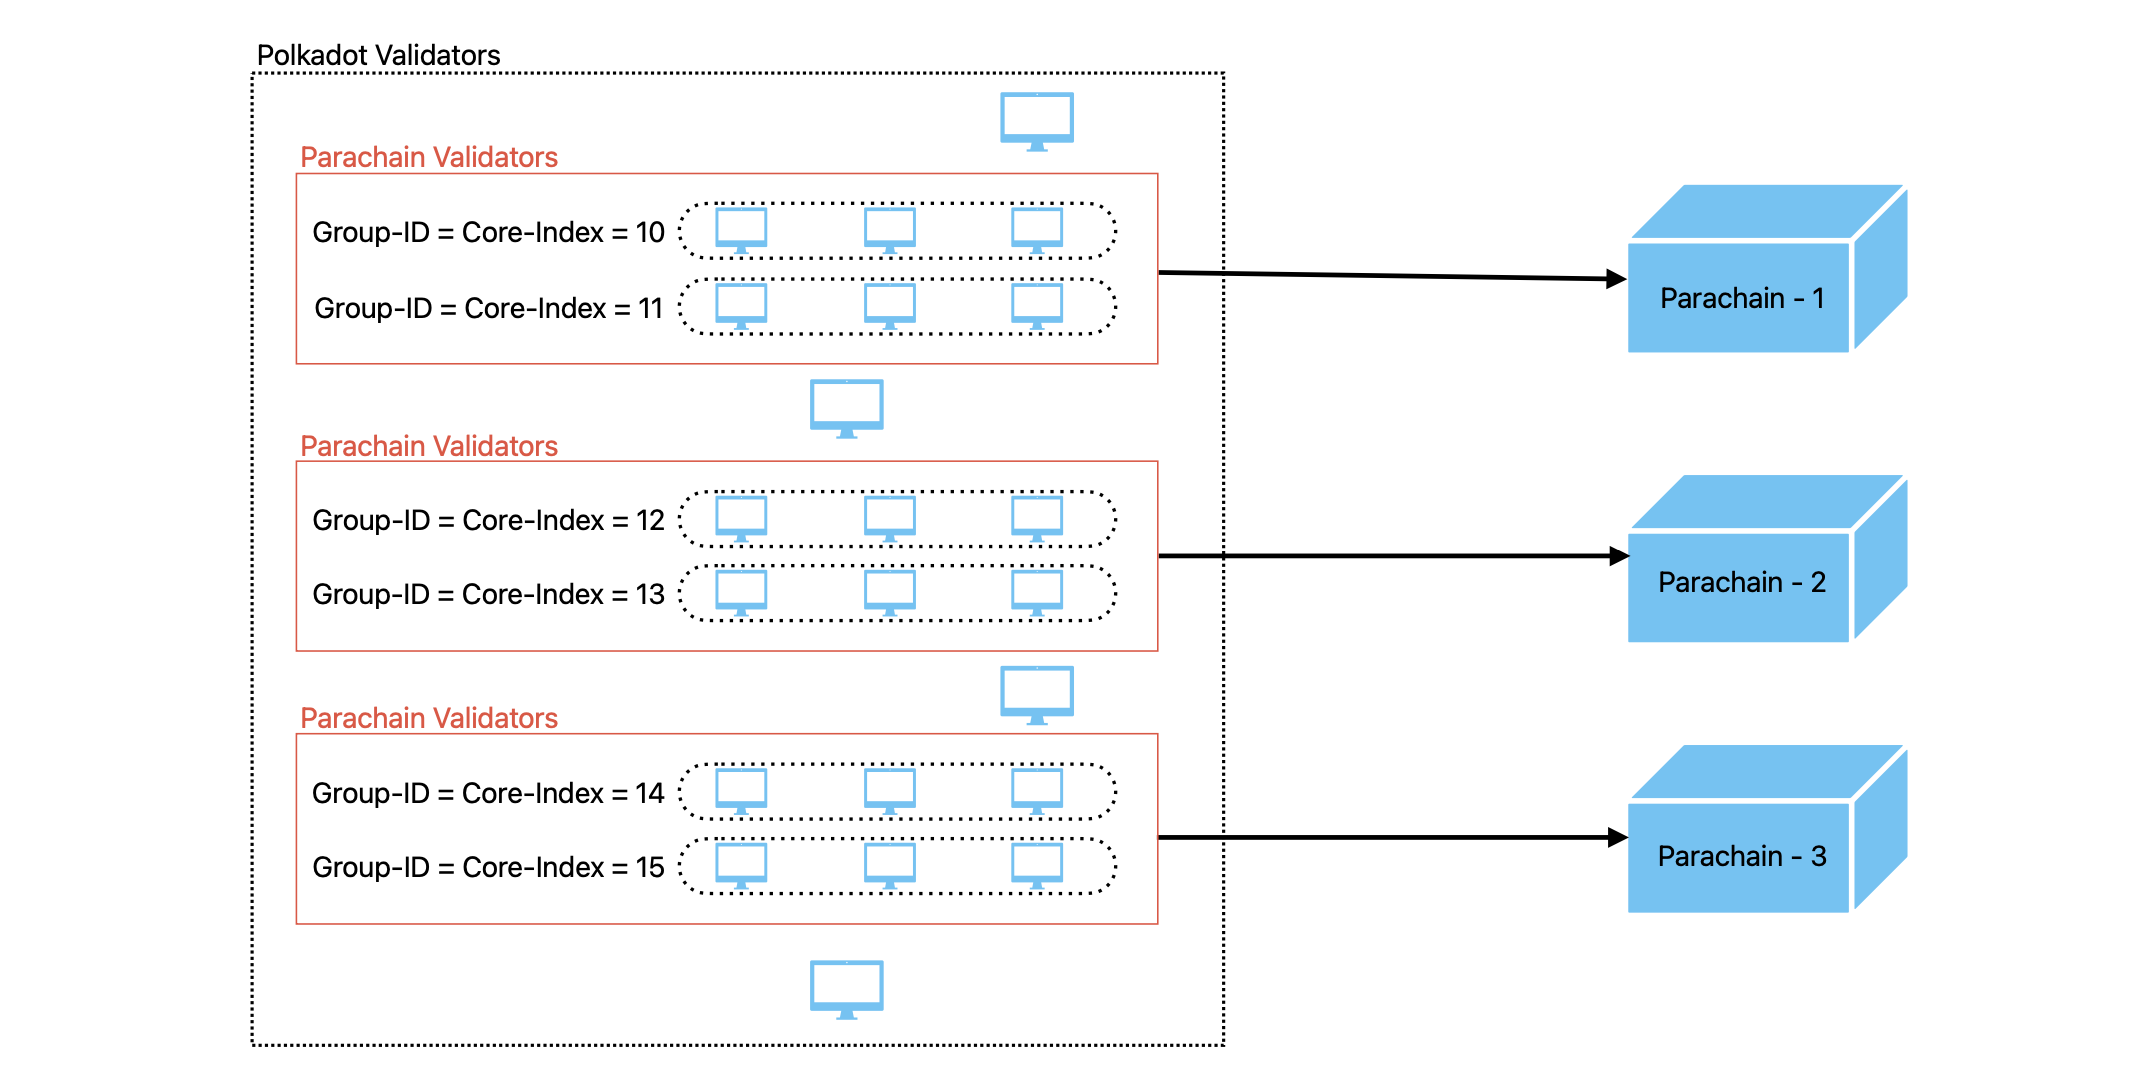 Polkadot Validators
Parachain Validators
Group-ID = Core-Index = 10
Group-ID = Core-Index = 11
Parachain - 1
Parachain Validators
Group-ID = Core-Index = 12
Group-ID = Core-Index = 13
Parachain - 2
Parachain Validators
Group-ID = Core-Index = 14
Group-ID = Core-Index = 15
Parachain - 3